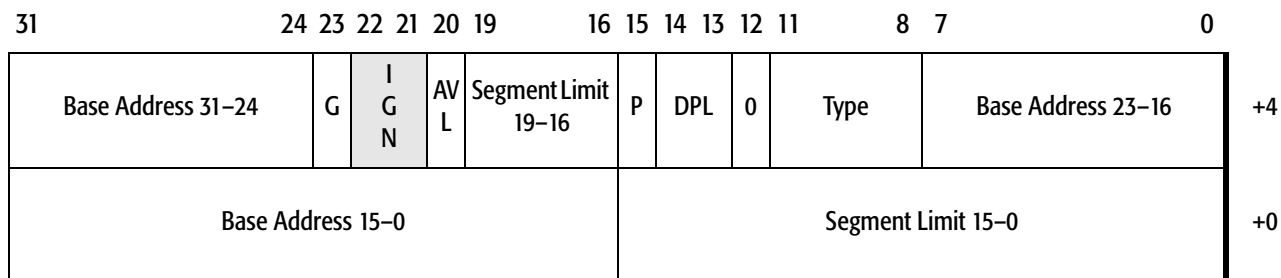 31 24 23 22 21 20 19 16 15 14 13 12 11 8 7 0
Base Address 31–24 G I G N AV L Segment Limit 19–16 P DPL 0 Type Base Address 23–16 +4
Base Address 15–0 Segment Limit 15–0 +0